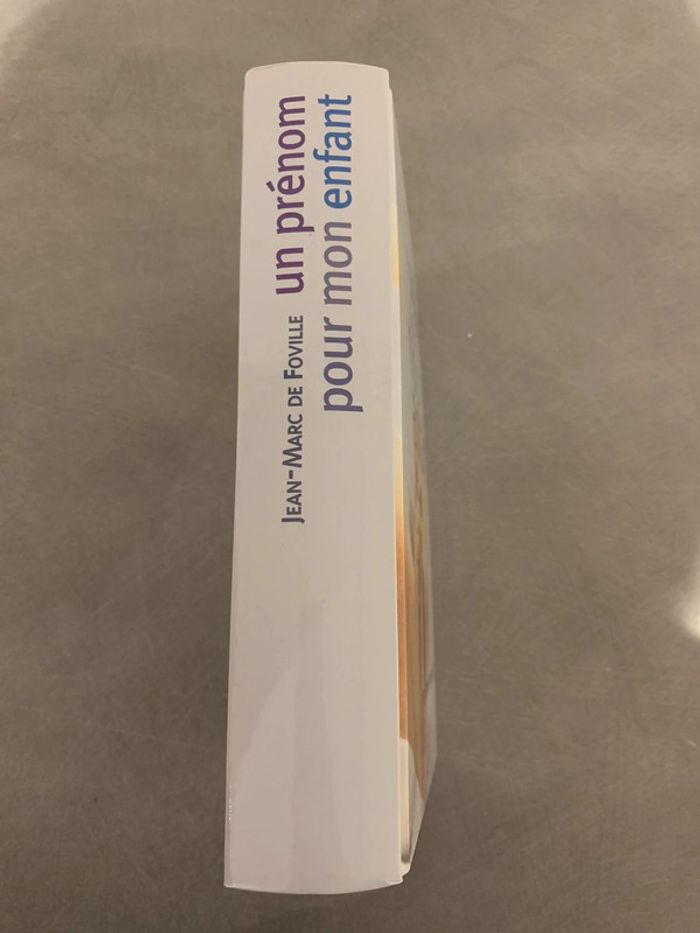 JEAN-MARC DE FOVILLE un prénom
pour mon enfant